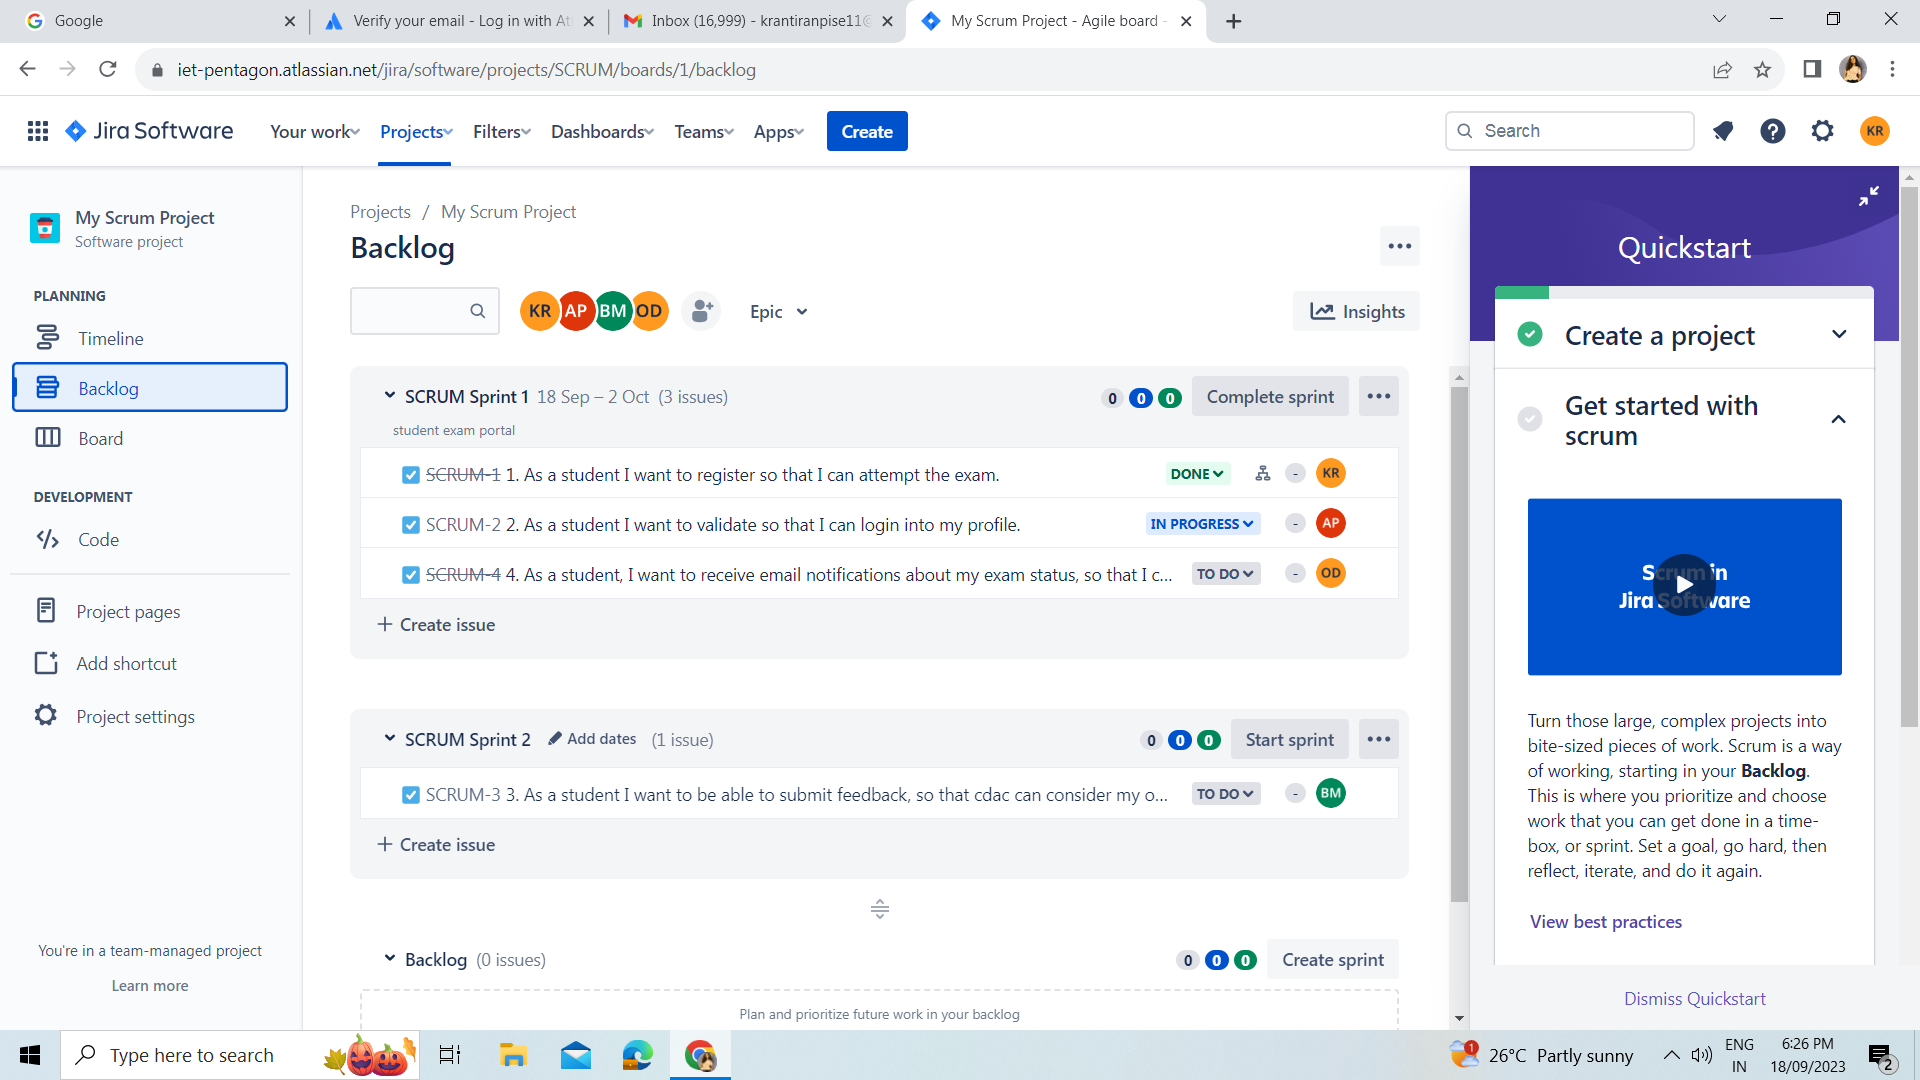 Google
Verify your email - Log in with At
Inbox (16,999) - krantiranpise11@
My Scrum Project - Agile board -
iet-pentagon.atlassian.net/jira/software/projects/SCRUM/boards/1/backlog
Jira Software
Your work
Projects
Filters
Dashboards
Teams
Apps
Create
Search
KR
My Scrum Project
Software project
PLANNING
Timeline
Backlog
Board
DEVELOPMENT
Code
Project pages
Add shortcut
Project settings
You're in a team-managed project
Learn more
Projects / My Scrum Project
Backlog
KR AP BM OD
Epic
Insights
SCRUM Sprint 1 18 Sep – 2 Oct (3 issues) 0 0 0 Complete sprint
student exam portal
SCRUM-1 1. As a student I want to register so that I can attempt the exam. DONE - KR
SCRUM-2 2. As a student I want to validate so that I can login into my profile. IN PROGRESS - AP
SCRUM-4 4. As a student, I want to receive email notifications about my exam status, so that I c... TO DO - OD
+ Create issue
SCRUM Sprint 2 Add dates (1 issue) 0 0 0 Start sprint
SCRUM-3 3. As a student I want to be able to submit feedback, so that cdac can consider my o... TO DO - BM
+ Create issue
Backlog (0 issues) 0 0 0 Create sprint
Plan and prioritize future work in your backlog
Quickstart
Create a project
Get started with
scrum
Scrum in
Jira Software
Turn those large, complex projects into
bite-sized pieces of work. Scrum is a way
of working, starting in your Backlog.
This is where you prioritize and choose
work that you can get done in a time-
box, or sprint. Set a goal, go hard, then
reflect, iterate, and do it again.
View best practices
Dismiss Quickstart
Type here to search
1
26°C Partly sunny
ENG
IN
6:26 PM
18/09/2023
2